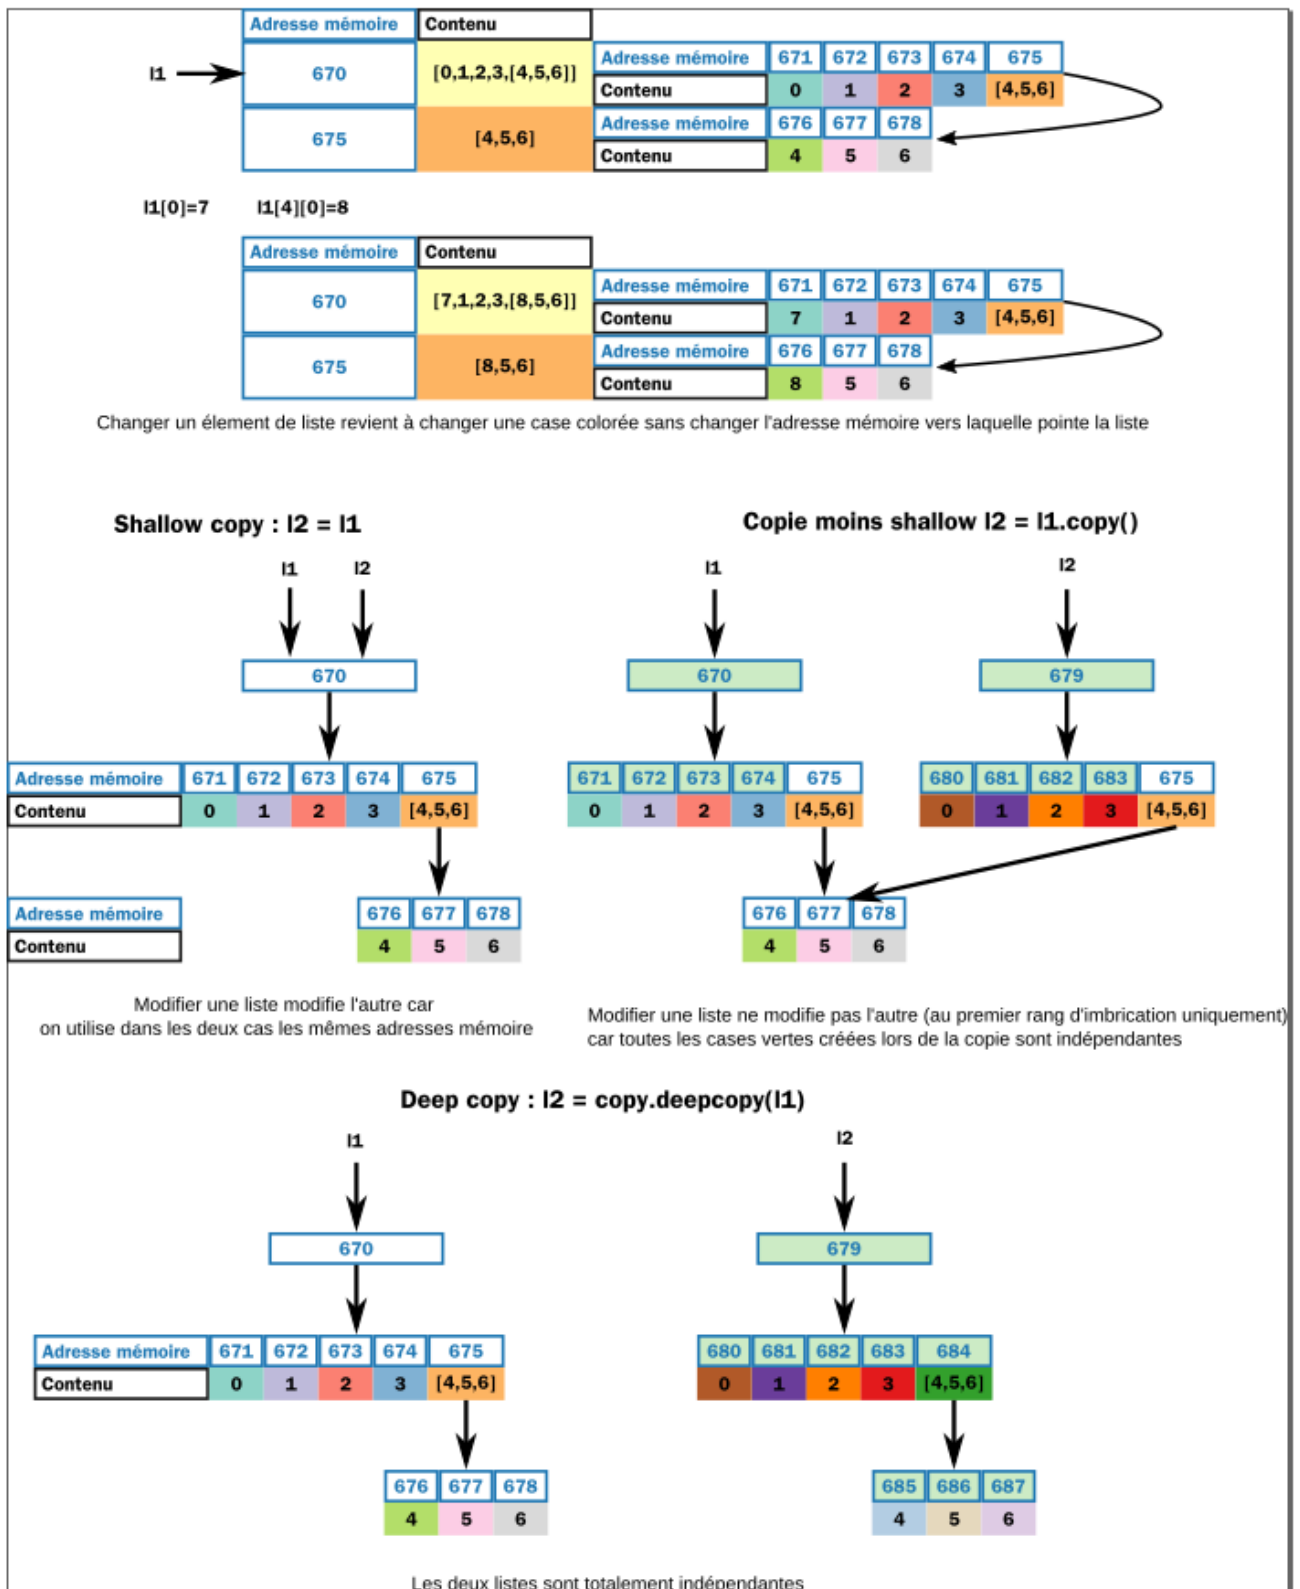 Adresse mémoire Contenu
l1 670 [0,1,2,3,[4,5,6]] Adresse mémoire 671 672 673 674 675
Contenu 0 1 2 3 [4,5,6]
675 [4,5,6] Adresse mémoire 676 677 678
Contenu 4 5 6
l1[0]=7 l1[4][0]=8
Adresse mémoire Contenu
670 [7,1,2,3,[8,5,6]] Adresse mémoire 671 672 673 674 675
Contenu 7 1 2 3 [4,5,6]
675 [8,5,6] Adresse mémoire 676 677 678
Contenu 8 5 6
Changer un élement de liste revient à changer une case colorée sans changer l'adresse mémoire vers laquelle pointe la liste
Shallow copy : l2 = l1
l1 l2
670
Adresse mémoire 671 672 673 674 675
Contenu 0 1 2 3 [4,5,6]
Adresse mémoire 676 677 678
Contenu 4 5 6
Modifier une liste modifie l'autre car
on utilise dans les deux cas les mêmes adresses mémoire
Copie moins shallow l2 = l1.copy()
l1 l2
670 679
671 672 673 674 675 680 681 682 683 675
0 1 2 3 [4,5,6] 0 1 2 3 [4,5,6]
676 677 678
4 5 6
Modifier une liste ne modifie pas l'autre (au premier rang d'imbrication uniquement)
car toutes les cases vertes créées lors de la copie sont indépendantes
Deep copy : l2 = copy.deepcopy(l1)
l1 l2
670 679
Adresse mémoire 671 672 673 674 675 680 681 682 683 684
Contenu 0 1 2 3 [4,5,6] 0 1 2 3 [4,5,6]
676 677 678 685 686 687
4 5 6 4 5 6
Les deux listes sont totalement indépendantes